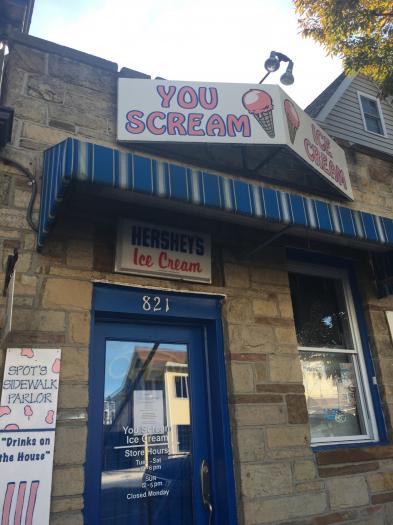 YOU
SCREAM
ICE
CREAM
HERSHEYS
Ice Cream
821
SPOT'S
SIDEWALK
PARLOR
"Drinks on
the House"
You Scream
Ice Cream
Store Hours
SUN
Closed Monday